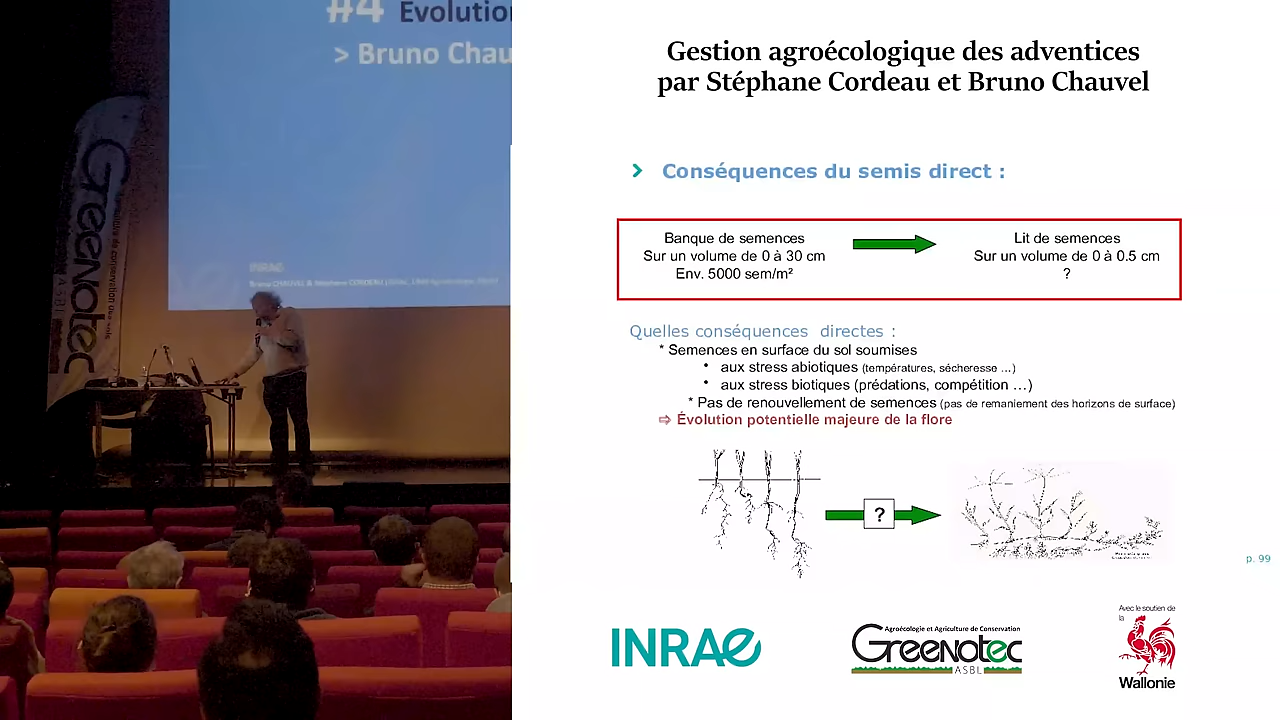 #4 Evolution
> Bruno Chau
INRAE
Greenotec
ASBL
Gestion agroécologique des adventices
par Stéphane Cordeau et Bruno Chauvel
Conséquences du semis direct :
Banque de semences
Sur un volume de 0 à 30 cm
Env. 5000 sem/m²
Lit de semences
Sur un volume de 0 à 0.5 cm
?
Quelles conséquences directes :
* Semences en surface du sol soumises
• aux stress abiotiques (températures, sécheresse ...)
• aux stress biotiques (prédations, compétition ...)
* Pas de renouvellement de semences (pas de remaniement des horizons de surface)
⇨ Évolution potentielle majeure de la flore
?
p. 99
INRAE
Agroécologie et Agriculture de Conservation
Greenotec
ASBL
Avec le soutien de
la
Wallonie